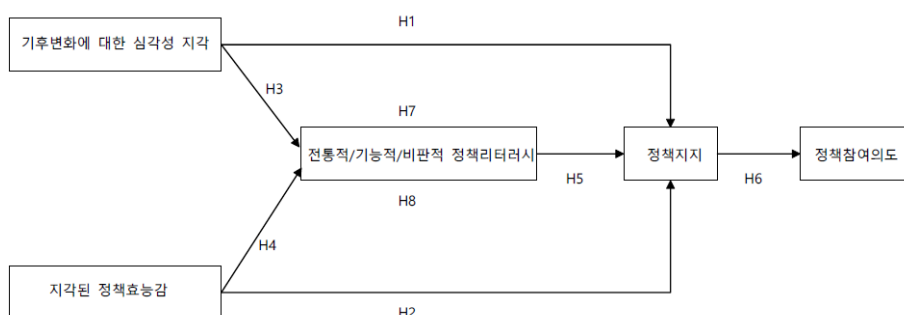 H1
기후변화에 대한 심각성 지각
H3
H7
전통적/기능적/비판적 정책리터러시
정책지지
정책참여의도
H5
H6
H8
H4
지각된 정책효능감
H2